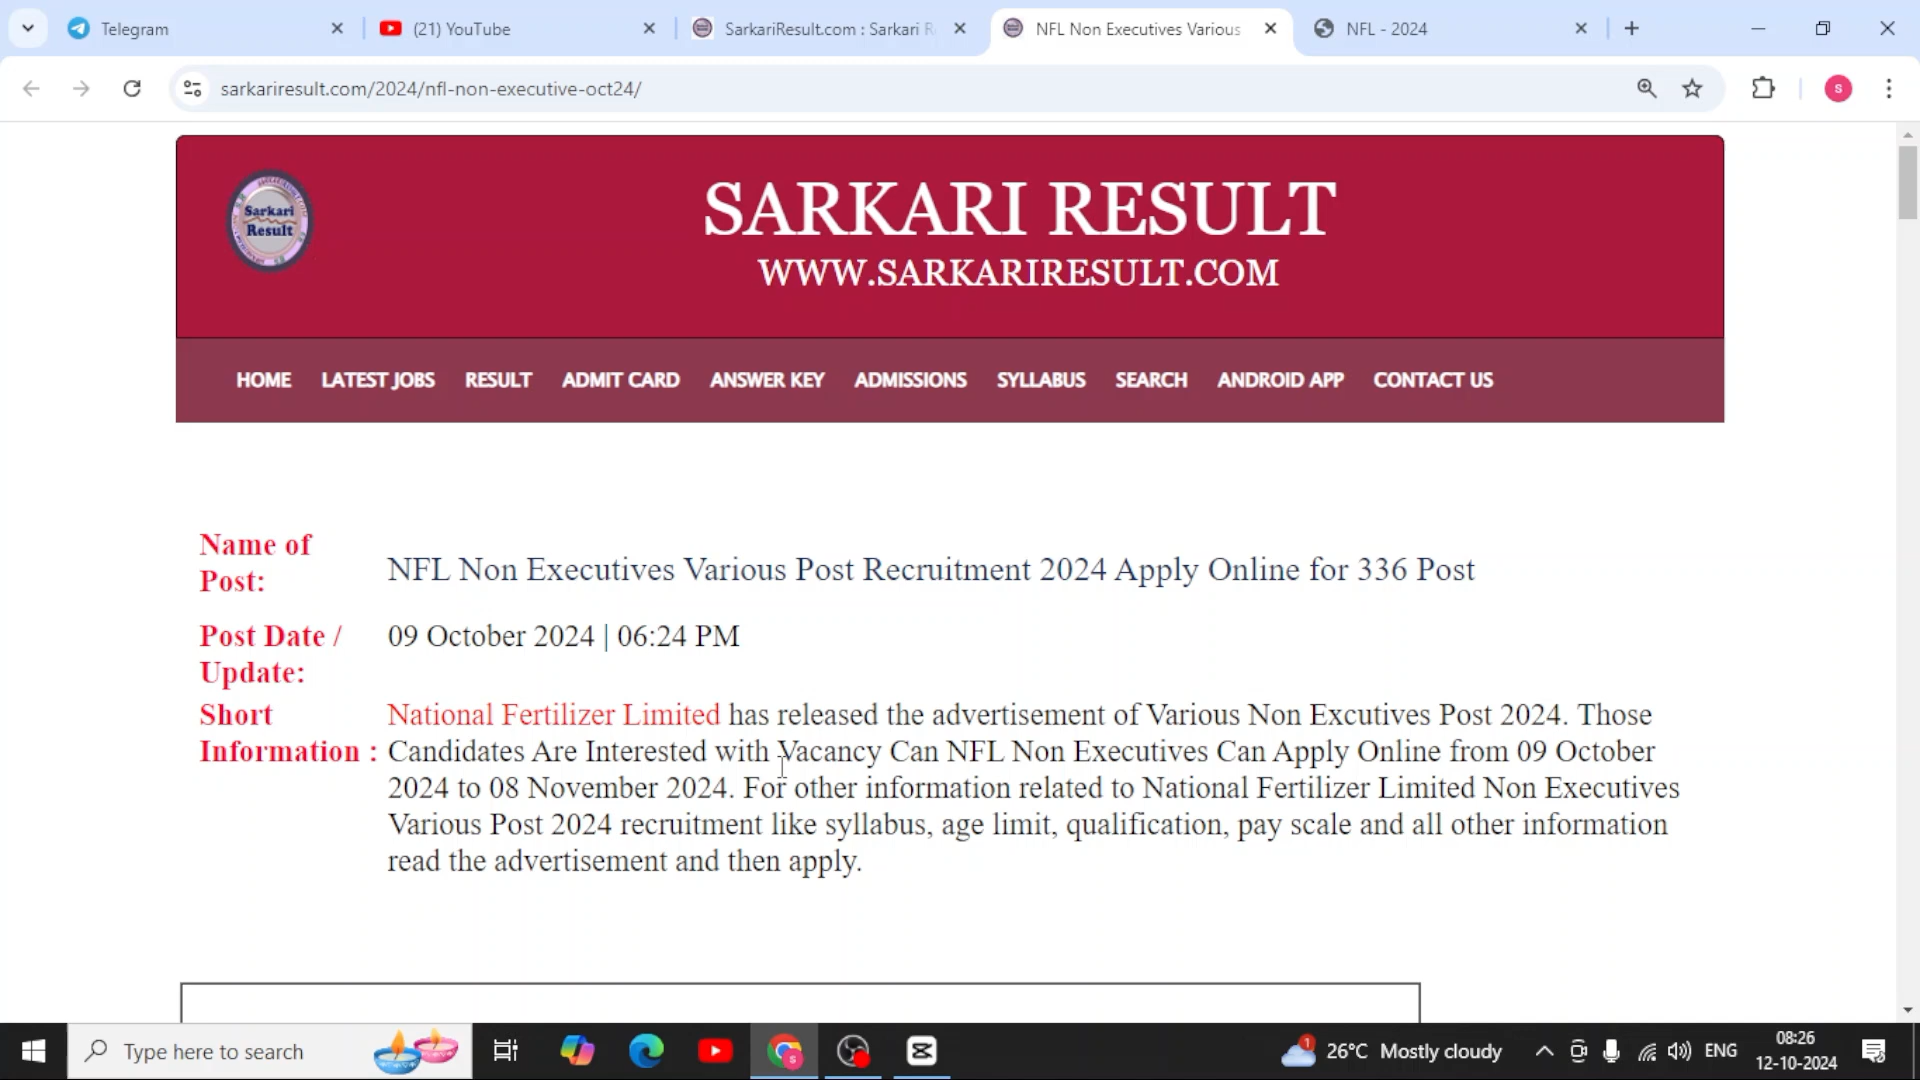 Telegram
(21) YouTube
SarkariResult.com : Sarkari R
NFL Non Executives Various
NFL - 2024
sarkariresult.com/2024/nfl-non-executive-oct24/
S
Sarkari
Result
SARKARI RESULT
WWW.SARKARIRESULT.COM
HOME LATEST JOBS RESULT ADMIT CARD ANSWER KEY ADMISSIONS SYLLABUS SEARCH ANDROID APP CONTACT US
Name of
Post:
NFL Non Executives Various Post Recruitment 2024 Apply Online for 336 Post
Post Date /
Update:
09 October 2024 | 06:24 PM
Short
Information :
National Fertilizer Limited has released the advertisement of Various Non Excutives Post 2024. Those
Candidates Are Interested with Vacancy Can NFL Non Executives Can Apply Online from 09 October
2024 to 08 November 2024. For other information related to National Fertilizer Limited Non Executives
Various Post 2024 recruitment like syllabus, age limit, qualification, pay scale and all other information
read the advertisement and then apply.
Type here to search
S
1
26°C Mostly cloudy
ENG
08:26
12-10-2024